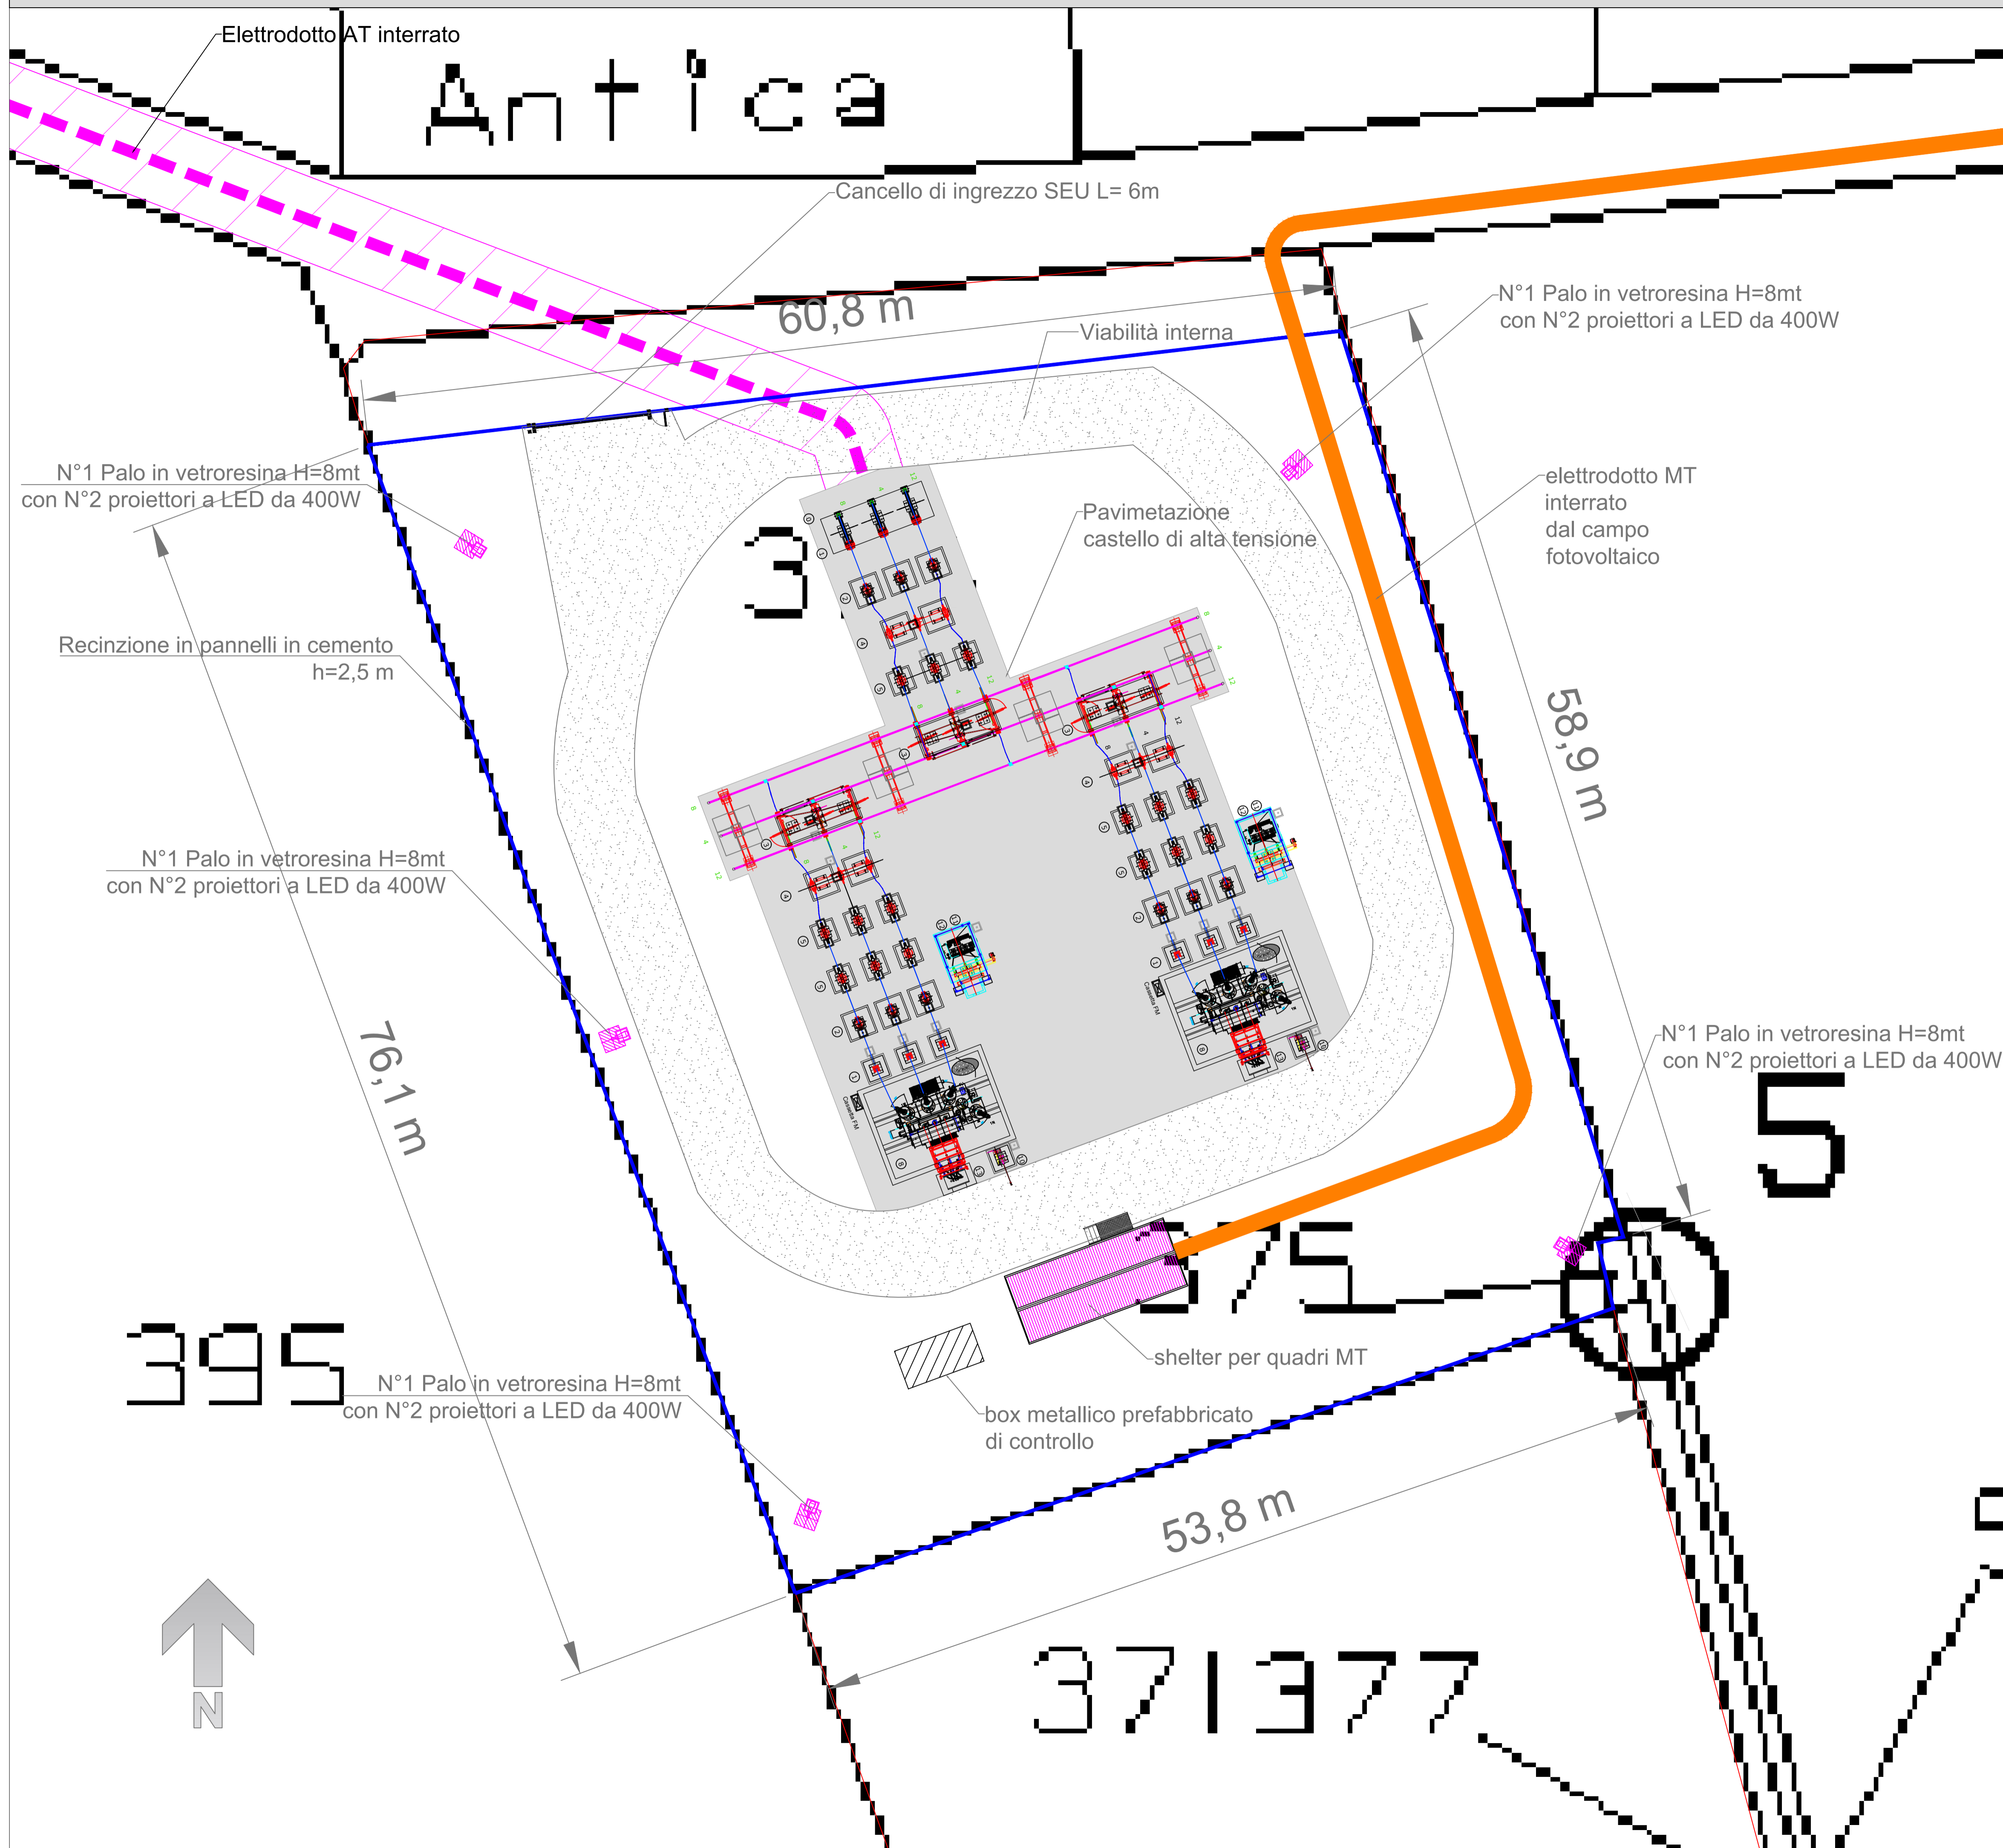 Elettrodotto AT interrato
Antica
Cancello di ingrezzo SEU L= 6m
60,8 m
Viabilità interna
N°1 Palo in vetroresina H=8mt
con N°2 proiettori a LED da 400W
N°1 Palo in vetroresina H=8mt
con N°2 proiettori a LED da 400W
elettrodotto MT
interrato
dal campo
fotovoltaico
Pavimetazione
castello di alta tensione
3
Recinzione in pannelli in cemento
h=2,5 m
58,9 m
N°1 Palo in vetroresina H=8mt
con N°2 proiettori a LED da 400W
76,1 m
Cassetta FM
Cassetta FM
N°1 Palo in vetroresina H=8mt
con N°2 proiettori a LED da 400W
5
375
395
shelter per quadri MT
N°1 Palo in vetroresina H=8mt
con N°2 proiettori a LED da 400W
box metallico prefabbricato
di controllo
53,8 m
N
371377